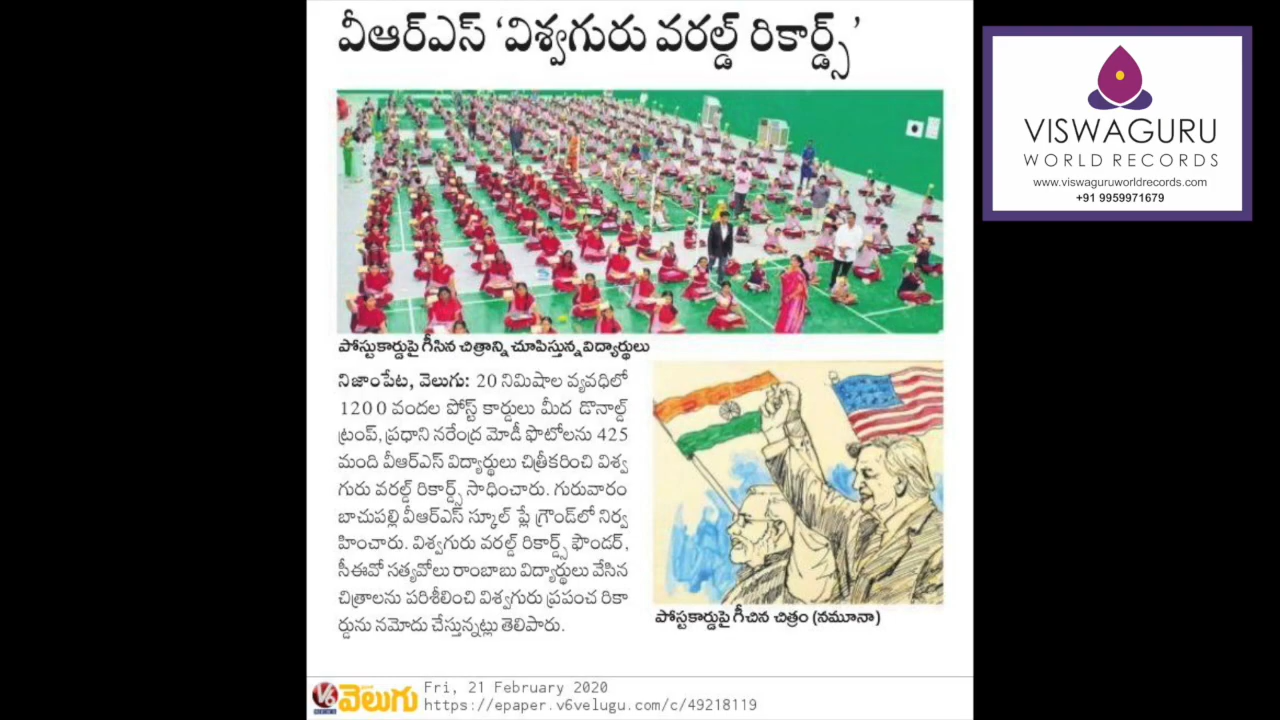 వీఆర్ఎస్ ‘విశ్వగురు వరల్డ్ రికార్డ్స్’
పోస్టుకార్డుపై గీసిన చిత్రాన్ని చూపిస్తున్న విద్యార్థులు
నిజాంపేట, వెలుగు: 20 నిమిషాల వ్యవధిలో
1200 వందల పోస్ట్ కార్డులు మీద డొనాల్డ్
ట్రంప్, ప్రధాని నరేంద్ర మోడీ ఫొటోలను 425
మంది వీఆర్ఎస్ విద్యార్థులు చిత్రీకరించి విశ్వ
గురు వరల్డ్ రికార్డ్స్ సాధించారు. గురువారం
బాచుపల్లి వీఆర్ఎస్ స్కూల్ ప్లే గ్రౌండ్‌లో నిర్వ
హించారు. విశ్వగురు వరల్డ్ రికార్డ్స్ ఫౌండర్,
సీఈవో సత్యవోలు రాంబాబు విద్యార్థులు వేసిన
చిత్రాలను పరిశీలించి విశ్వగురు ప్రపంచ రికా
ర్డును నమోదు చేస్తున్నట్లు తెలిపారు.
పోస్టకార్డుపై గీచిన చిత్రం (నమూనా)
V6 వెలుగు
Fri, 21 February 2020
https://epaper.v6velugu.com/c/49218119
VISWAGURU
WORLD RECORDS
www.viswaguruworldrecords.com
+91 9959971679